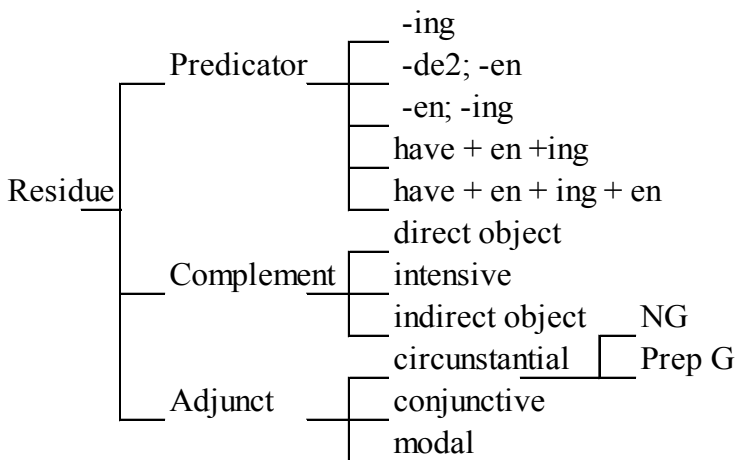 -ing
Predicator
-de2; -en
-en; -ing
have + en +ing
Residue
have + en + ing + en
direct object
Complement
intensive
indirect object
NG
circunstantial
Prep G
Adjunct
conjunctive
modal